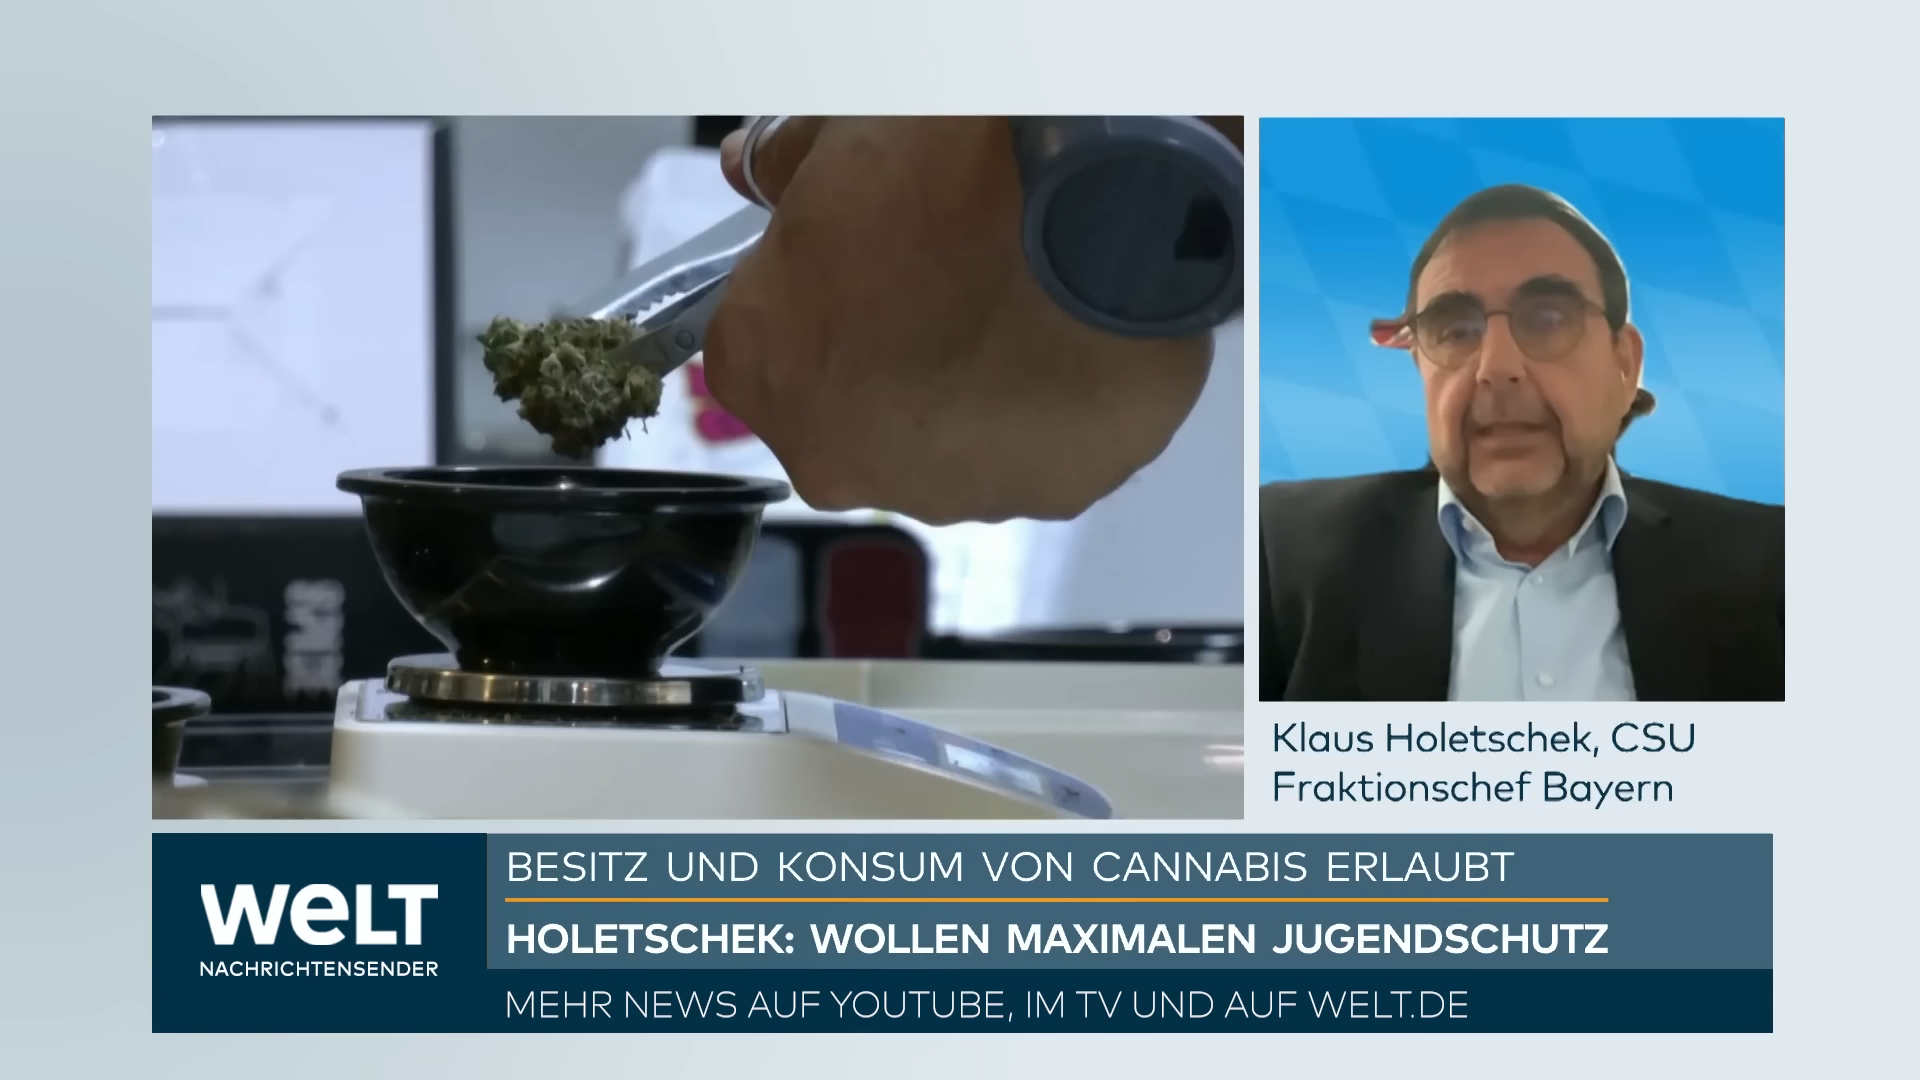 Klaus Holetschek, CSU
Fraktionschef Bayern
BESITZ UND KONSUM VON CANNABIS ERLAUBT
HOLETSCHEK: WOLLEN MAXIMALEN JUGENDSCHUTZ
WELT
NACHRICHTENSENDER
MEHR NEWS AUF YOUTUBE, IM TV UND AUF WELT.DE